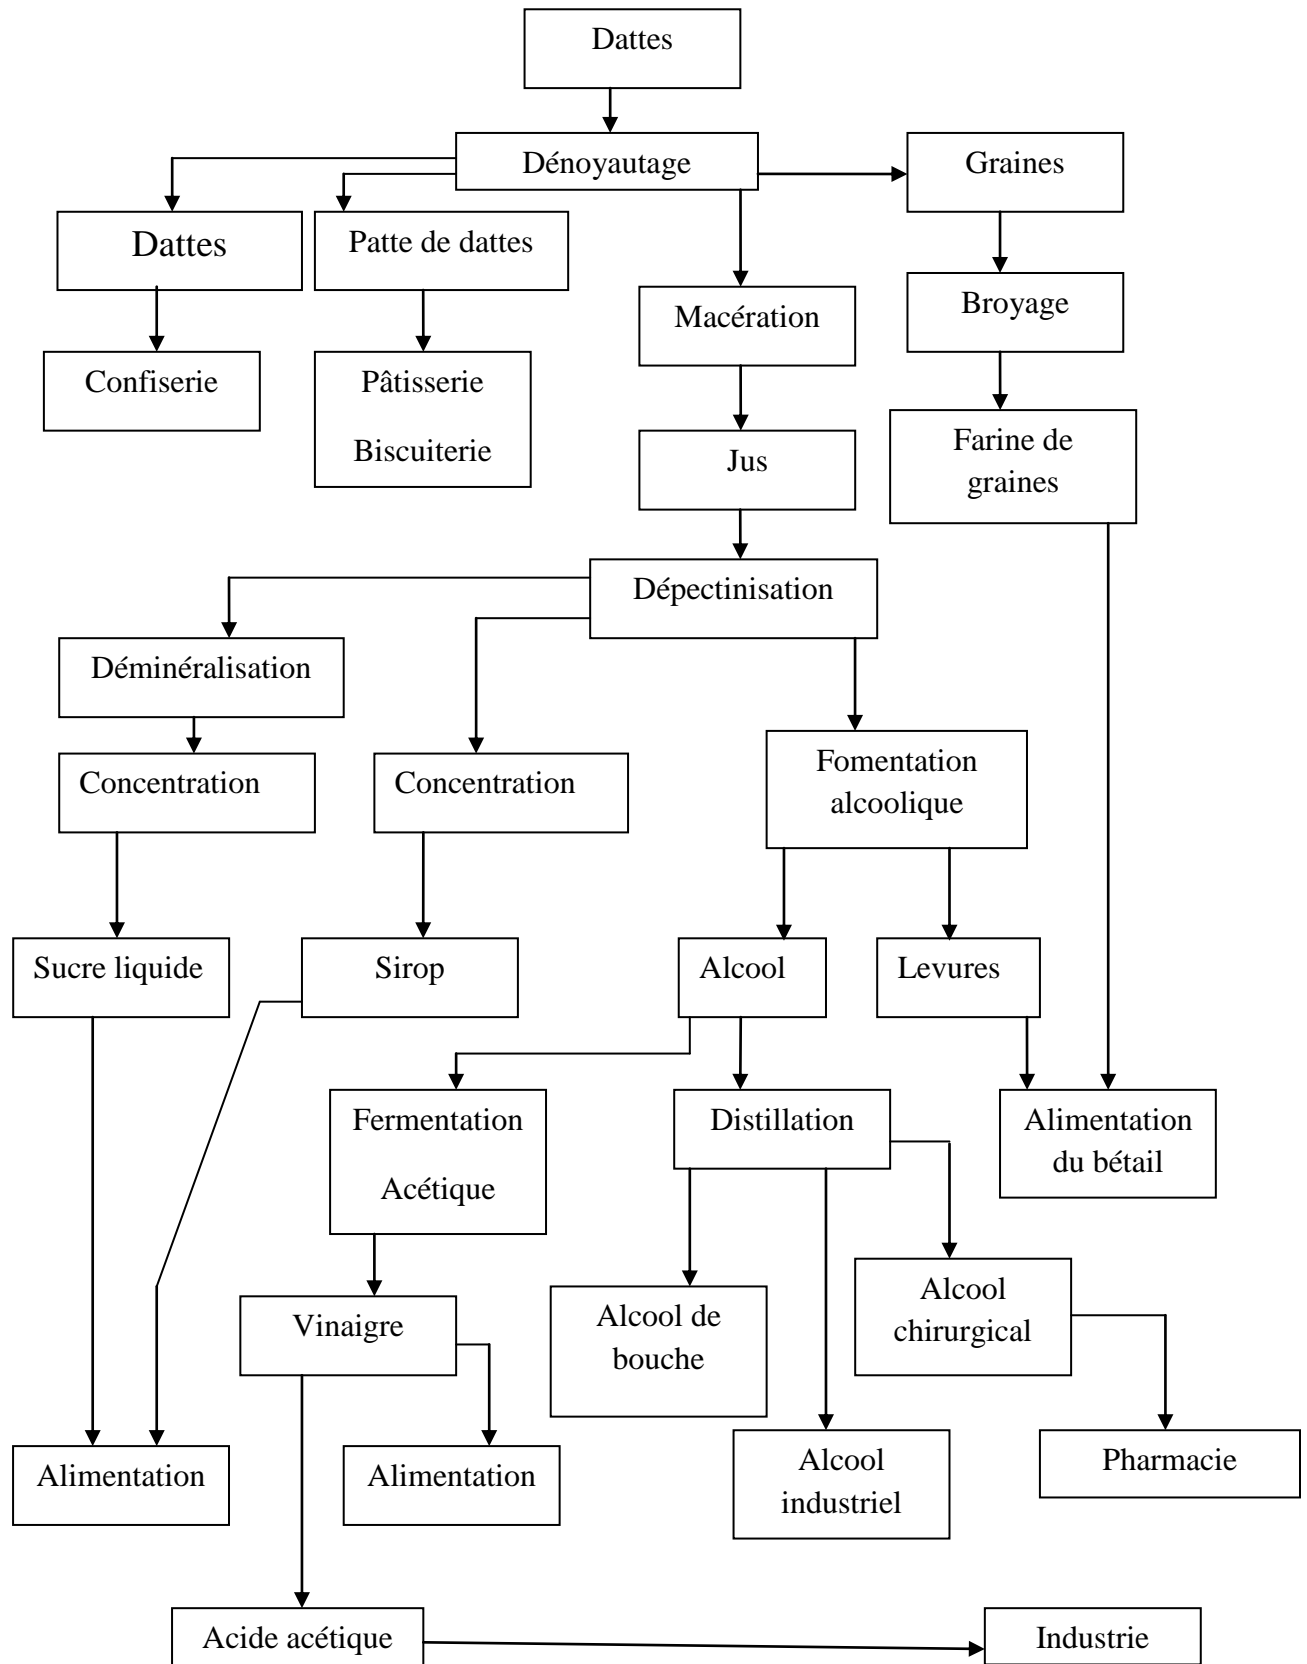 Dattes
Dénoyautage
Graines
Dattes
Patte de dattes
Macération
Broyage
Confiserie
Pâtisserie
Biscuiterie
Jus
Farine de
graines
Dépectinisation
Déminéralisation
Concentration
Concentration
Fomentation
alcoolique
Sucre liquide
Sirop
Alcool
Levures
Fermentation
Acétique
Distillation
Alimentation
du bétail
Vinaigre
Alcool de
bouche
Alcool
chirurgical
Alimentation
Alimentation
Alcool
industriel
Pharmacie
Acide acétique
Industrie